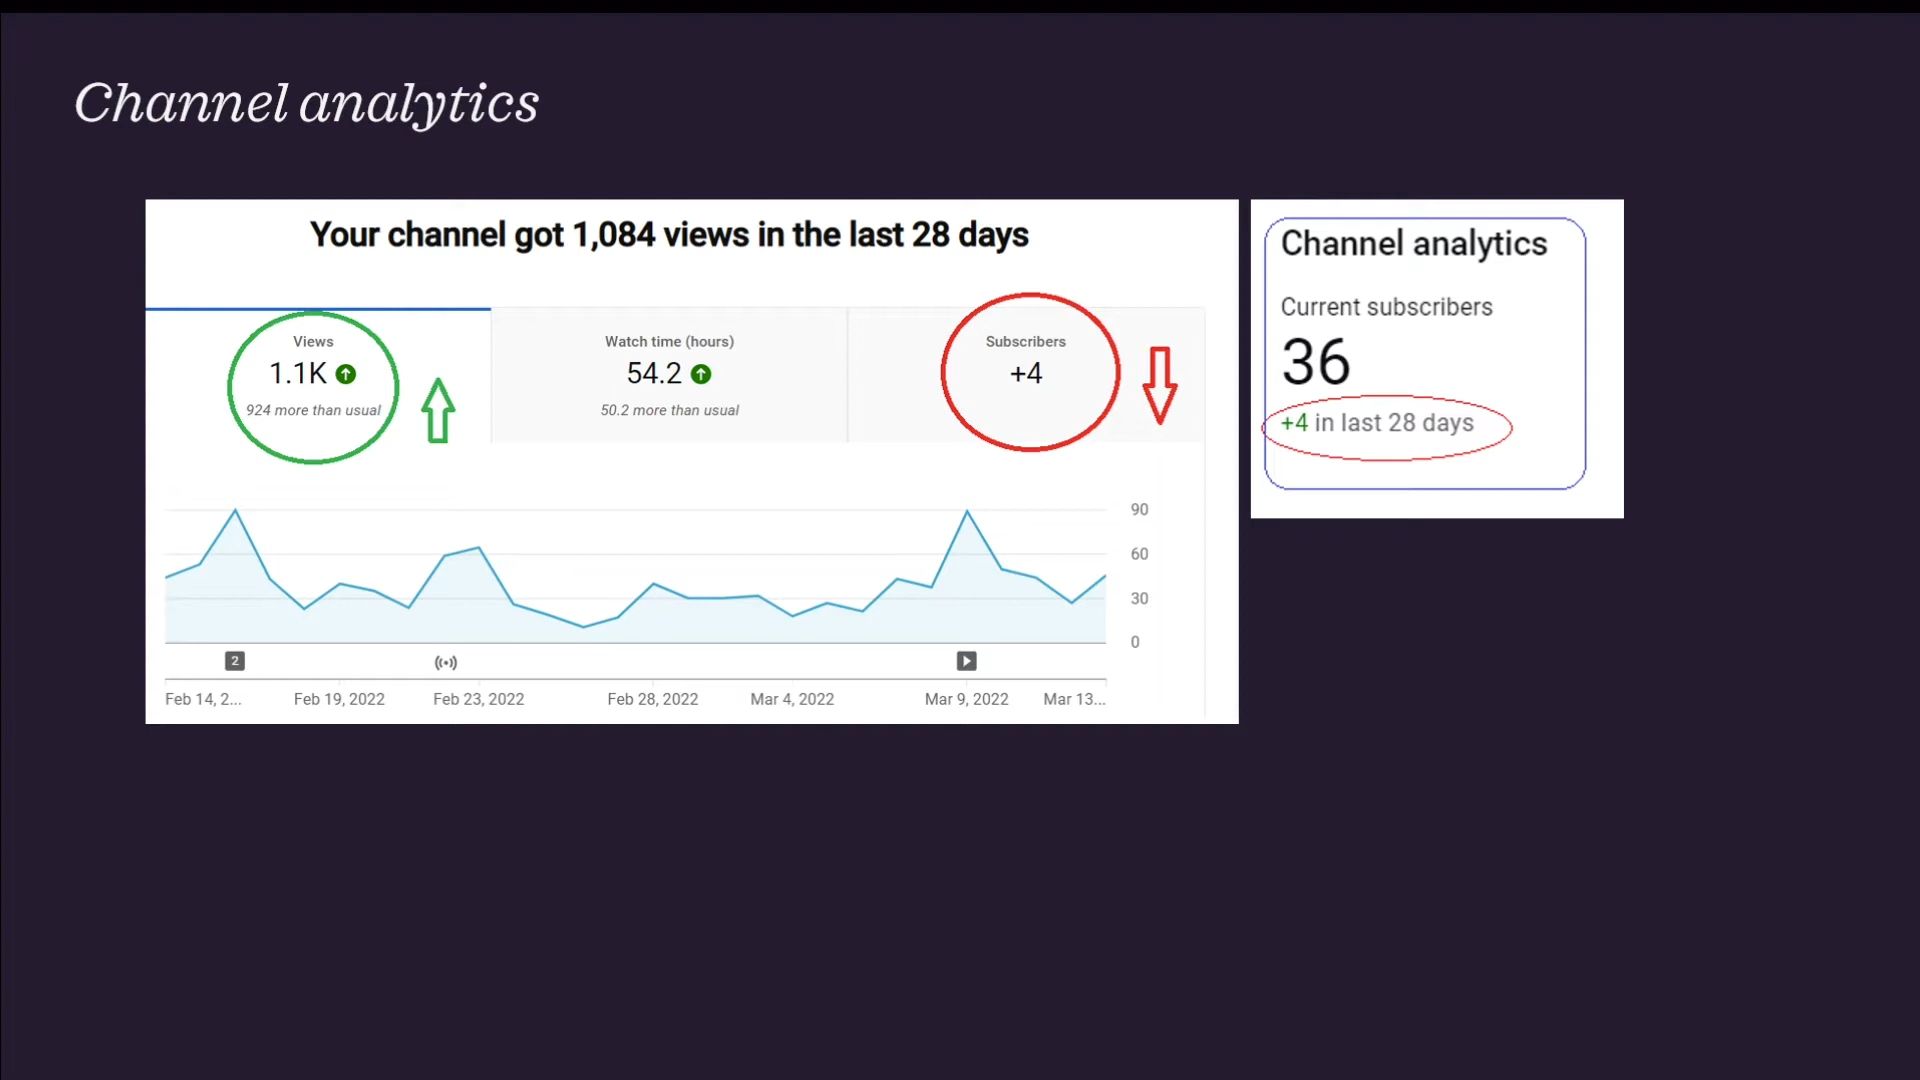 Channel analytics
Your channel got 1,084 views in the last 28 days
Views
1.1K
924 more than usual
Watch time (hours)
54.2
50.2 more than usual
Subscribers
+4
90
60
30
0
2
Feb 14, 2...
Feb 19, 2022
Feb 23, 2022
Feb 28, 2022
Mar 4, 2022
Mar 9, 2022
Mar 13...
Channel analytics
Current subscribers
36
+4 in last 28 days